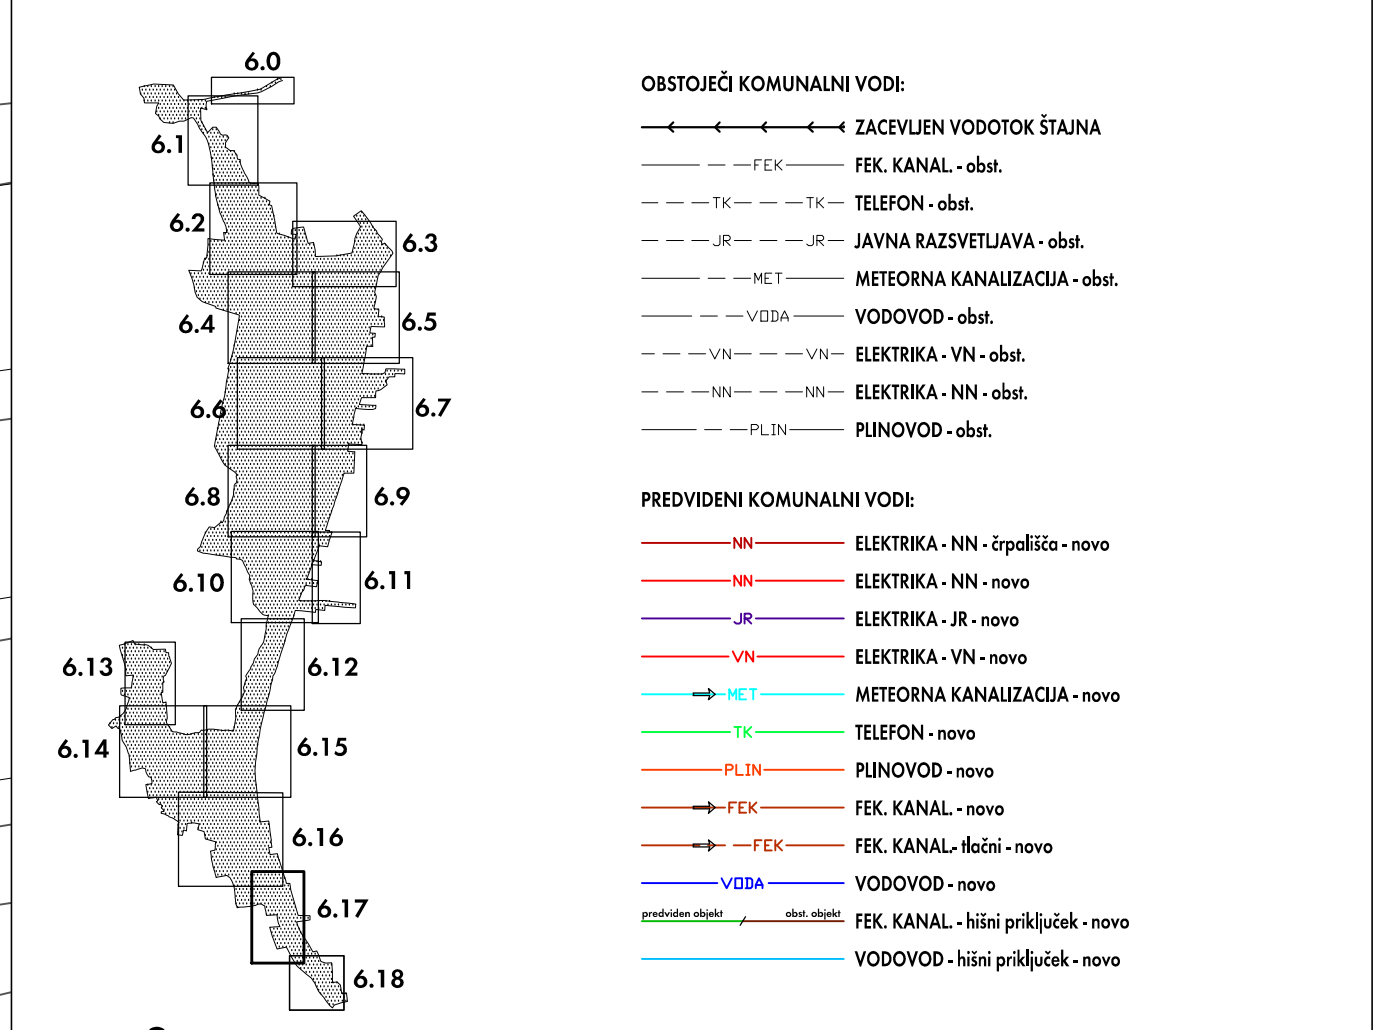 6.0
6.1
6.2
6.3
6.4
6.5
6.6
6.7
6.8
6.9
6.10
6.11
6.12
6.13
6.14
6.15
6.16
6.17
6.18
OBSTOJEČI KOMUNALNI VODI:
ZACEVLJEN VODOTOK ŠTAJNA
FEK FEK. KANAL. - obst.
TK TK TELEFON - obst.
JR JR JAVNA RAZSVETLJAVA - obst.
MET METEORNA KANALIZACIJA - obst.
VODA VODOVOD - obst.
VN VN ELEKTRIKA - VN - obst.
NN NN ELEKTRIKA - NN - obst.
PLIN PLINOVOD - obst.
PREDVIDENI KOMUNALNI VODI:
NN ELEKTRIKA - NN - črpališča - novo
NN ELEKTRIKA - NN - novo
JR ELEKTRIKA - JR - novo
VN ELEKTRIKA - VN - novo
MET METEORNA KANALIZACIJA - novo
TK TELEFON - novo
PLIN PLINOVOD - novo
FEK FEK. KANAL. - novo
FEK FEK. KANAL.- tlačni - novo
VODA VODOVOD - novo
predviden objekt obst. objekt FEK. KANAL. - hišni priključek - novo
VODOVOD - hišni priključek - novo